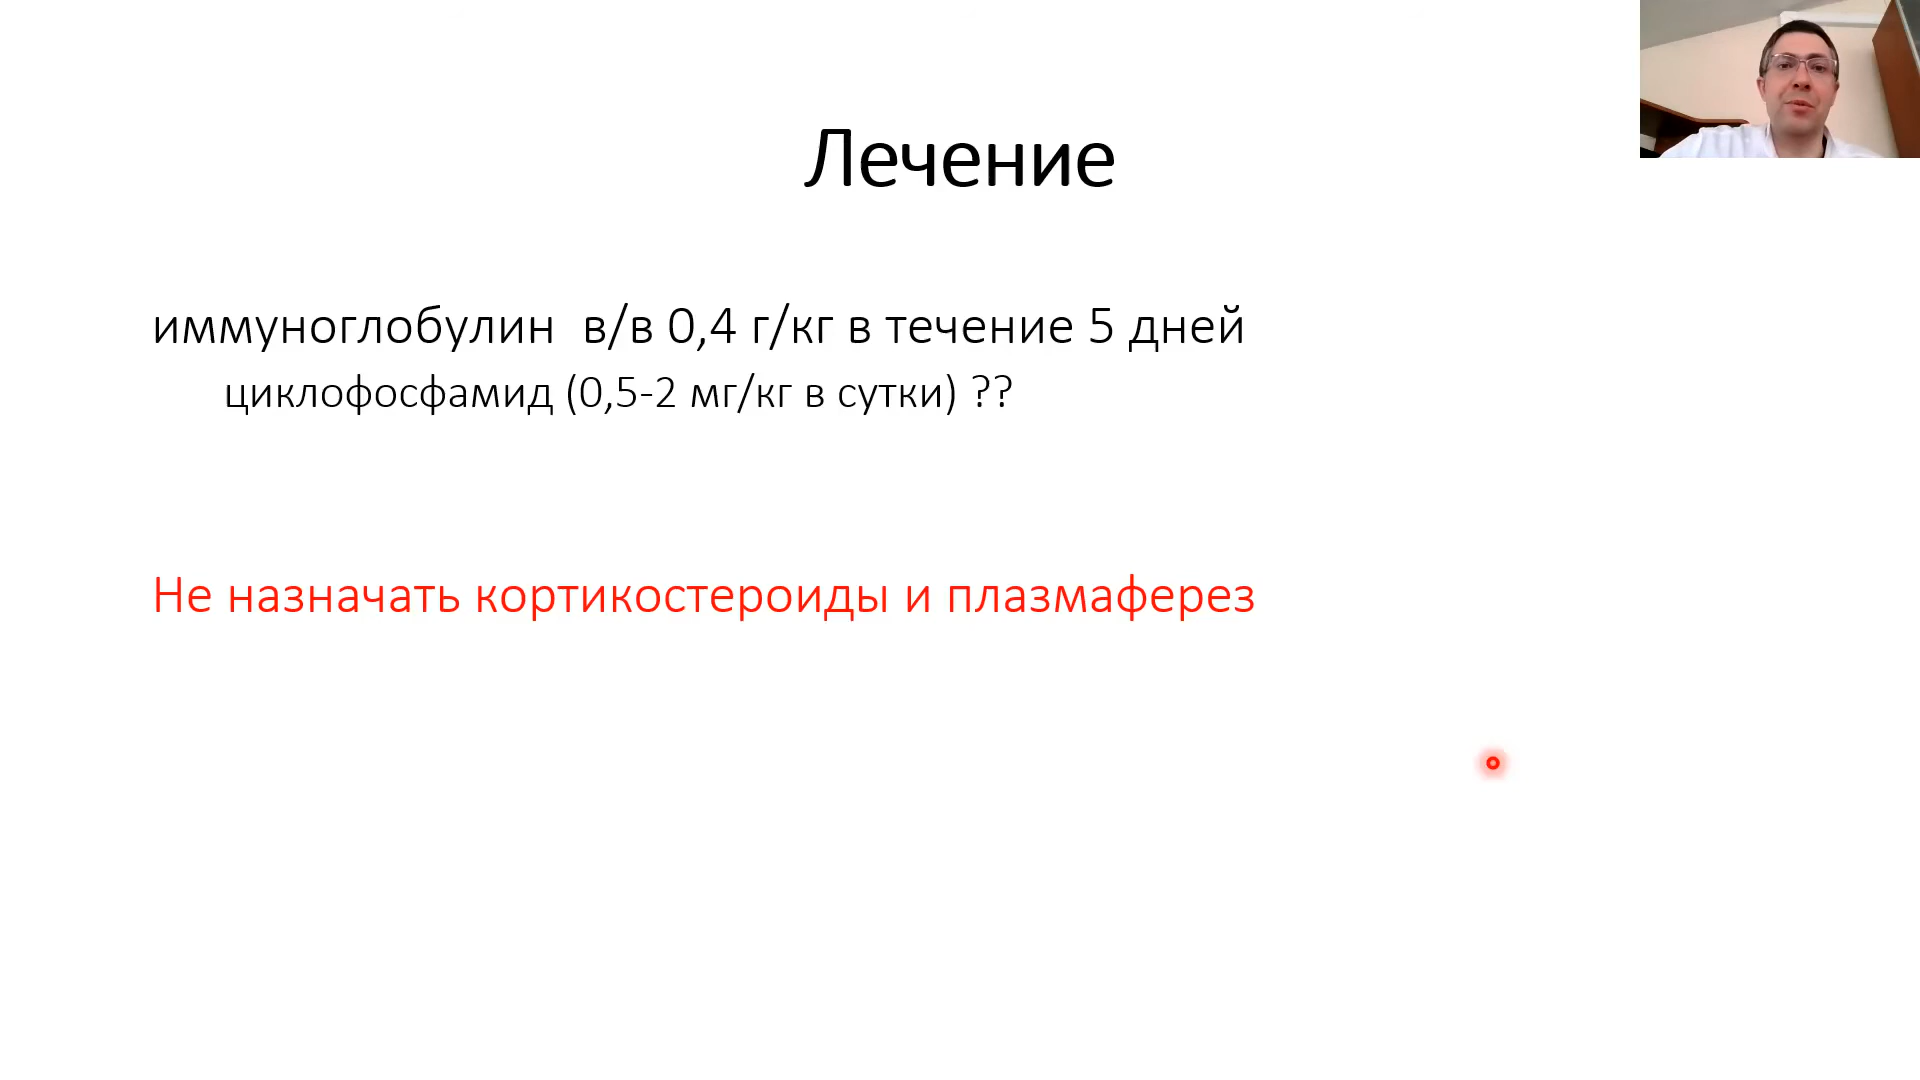 Лечение
иммуноглобулин в/в 0,4 г/кг в течение 5 дней
циклофосфамид (0,5-2 мг/кг в сутки) ??
Не назначать кортикостероиды и плазмаферез